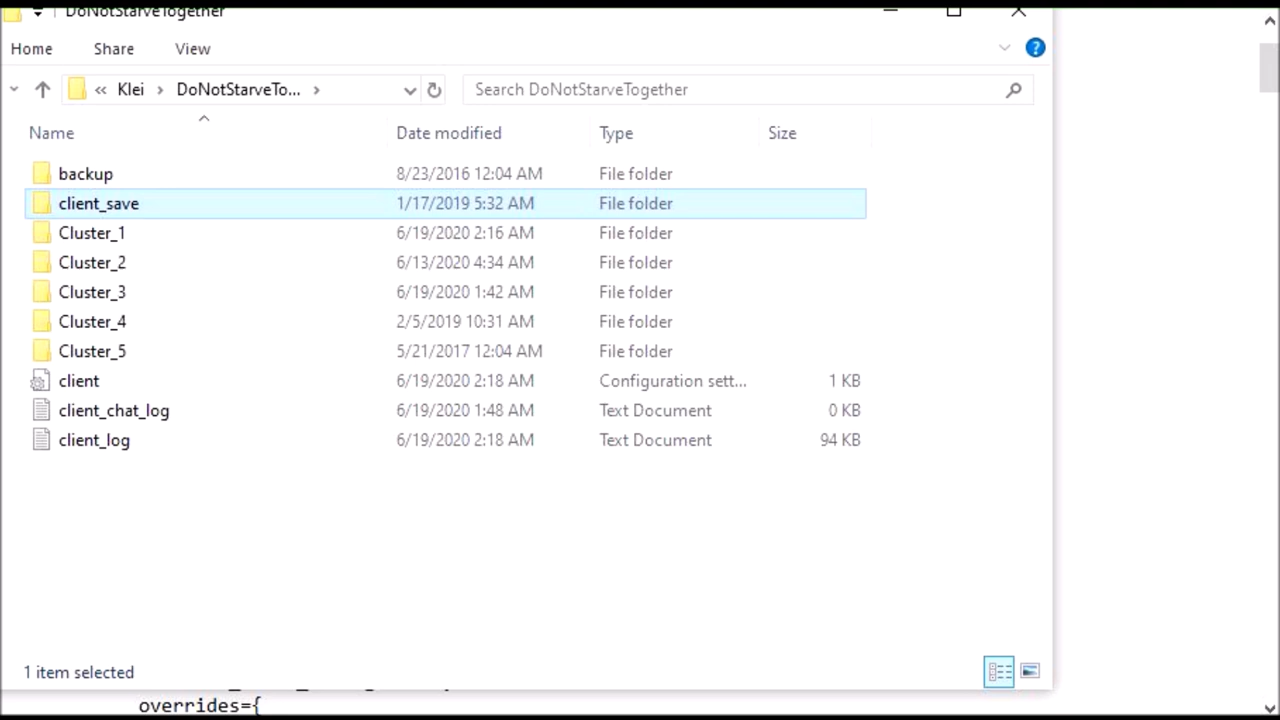 DoNotStarveTogether
Home Share View
« Klei › DoNotStarveTo... › Search DoNotStarveTogether
Name Date modified Type Size
backup 8/23/2016 12:04 AM File folder
client_save 1/17/2019 5:32 AM File folder
Cluster_1 6/19/2020 2:16 AM File folder
Cluster_2 6/13/2020 4:34 AM File folder
Cluster_3 6/19/2020 1:42 AM File folder
Cluster_4 2/5/2019 10:31 AM File folder
Cluster_5 5/21/2017 12:04 AM File folder
client 6/19/2020 2:18 AM Configuration sett... 1 KB
client_chat_log 6/19/2020 1:48 AM Text Document 0 KB
client_log 6/19/2020 2:18 AM Text Document 94 KB
1 item selected
overrides={